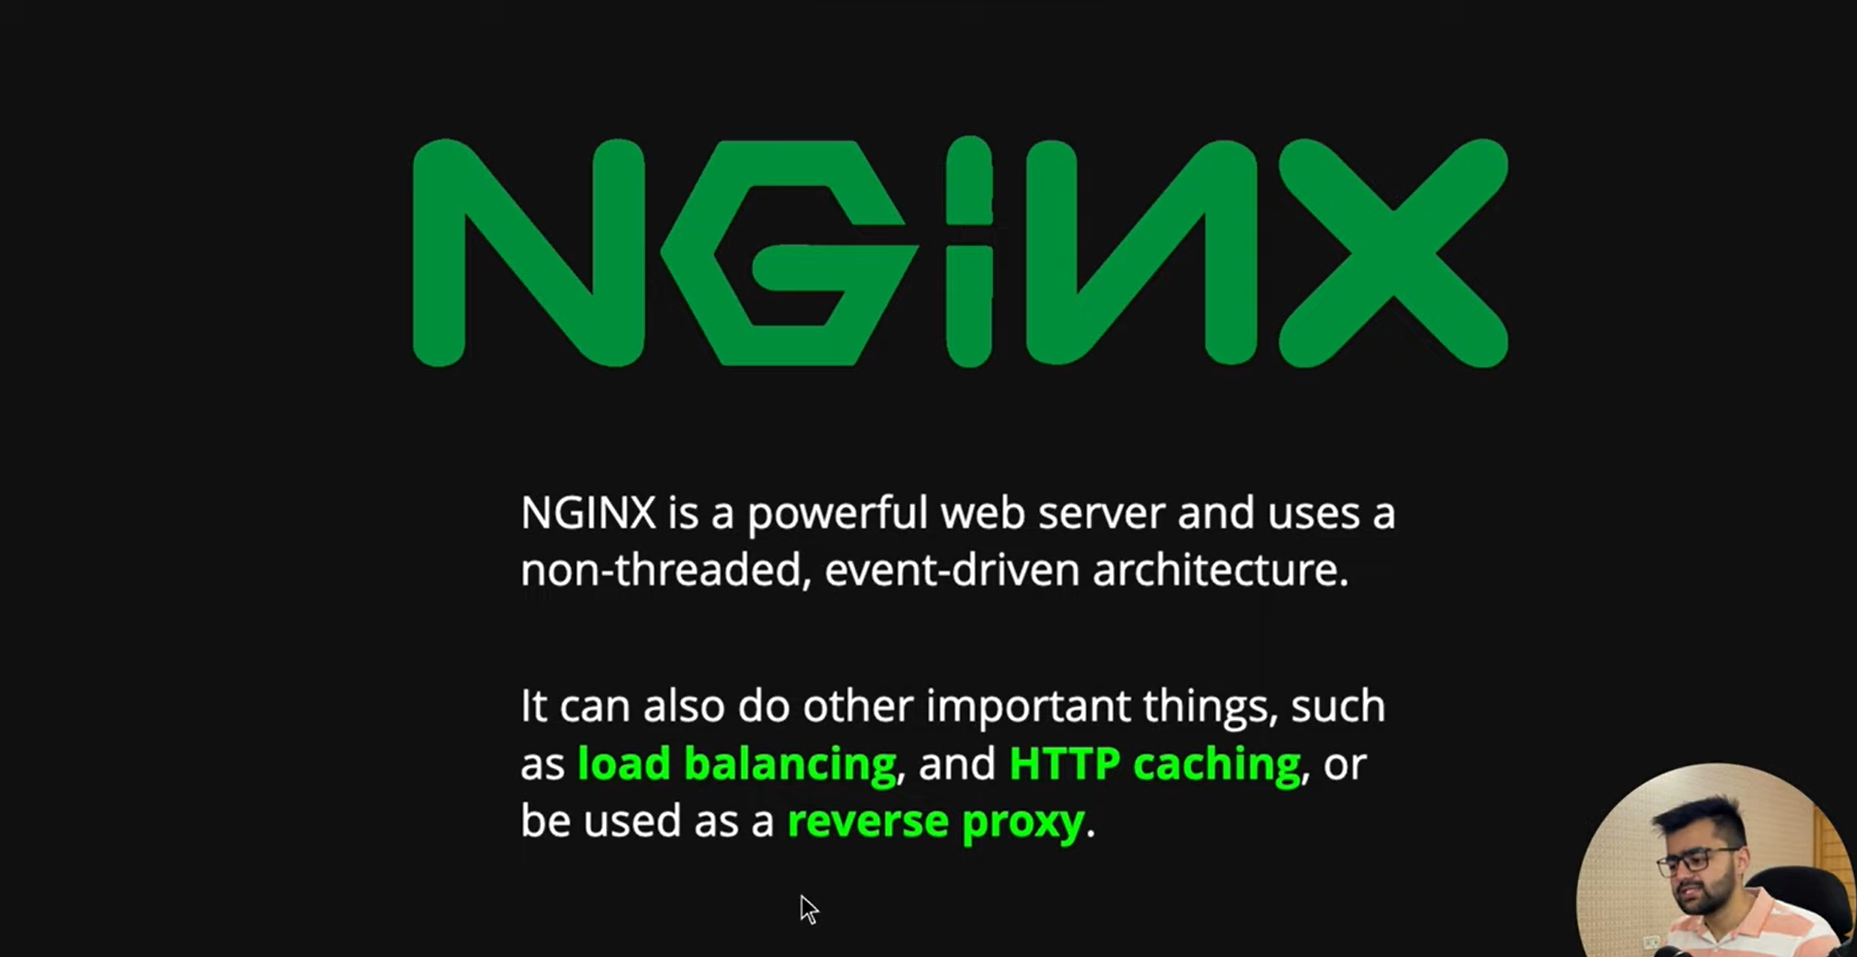 NGINX
NGINX is a powerful web server and uses a
non-threaded, event-driven architecture.
It can also do other important things, such
as load balancing, and HTTP caching, or
be used as a reverse proxy.